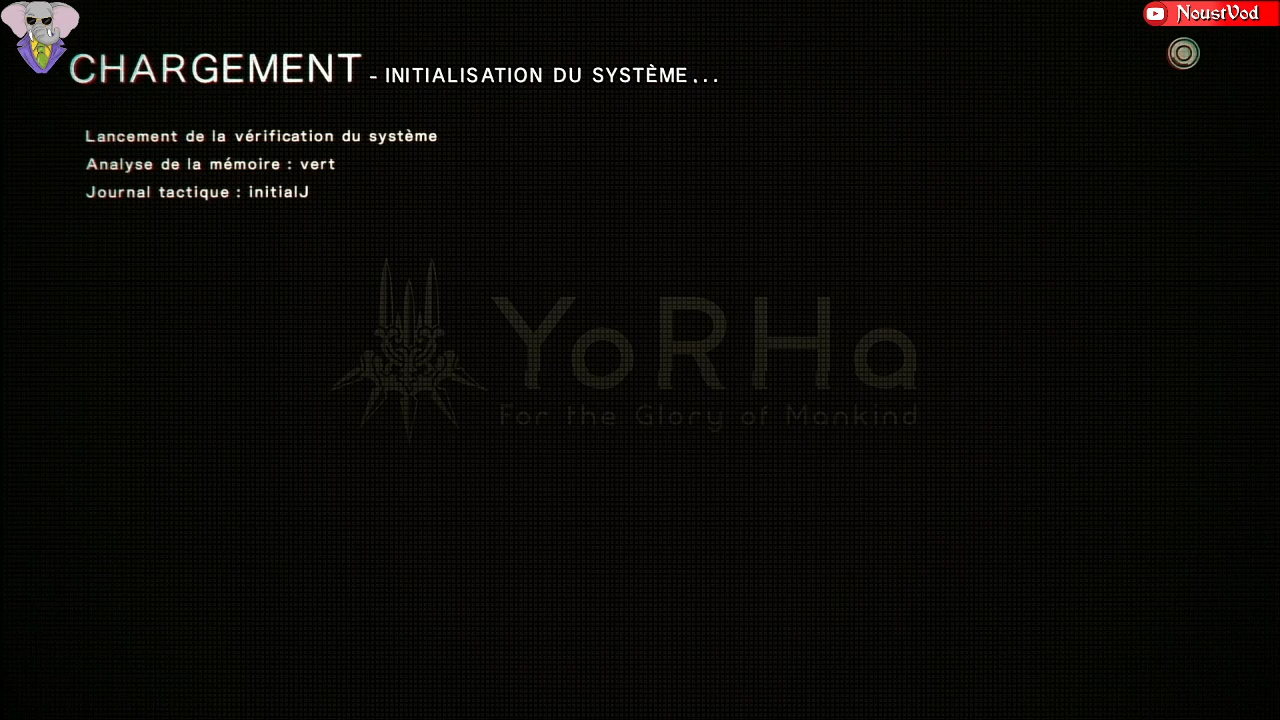 NoustVod
CHARGEMENT - INITIALISATION DU SYSTÈME...
Lancement de la vérification du système
Analyse de la mémoire : vert
Journal tactique : initialJ
YoRHa
For the Glory of Mankind